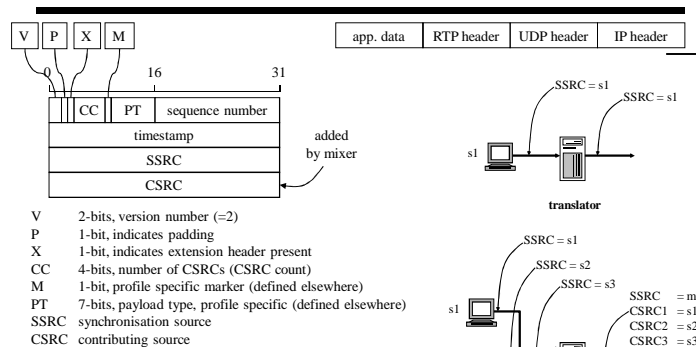 V P X M
0 16 31
CC PT sequence number
timestamp
SSRC
CSRC
added
by mixer
V 2-bits, version number (=2)
P 1-bit, indicates padding
X 1-bit, indicates extension header present
CC 4-bits, number of CSRCs (CSRC count)
M 1-bit, profile specific marker (defined elsewhere)
PT 7-bits, payload type, profile specific (defined elsewhere)
SSRC synchronisation source
CSRC contributing source
app. data RTP header UDP header IP header
SSRC = s1
SSRC = s1
s1
translator
SSRC = s1
SSRC = s2
SSRC = s3
s1
SSRC = m
CSRC1 = s1
CSRC2 = s2
CSRC3 = s3